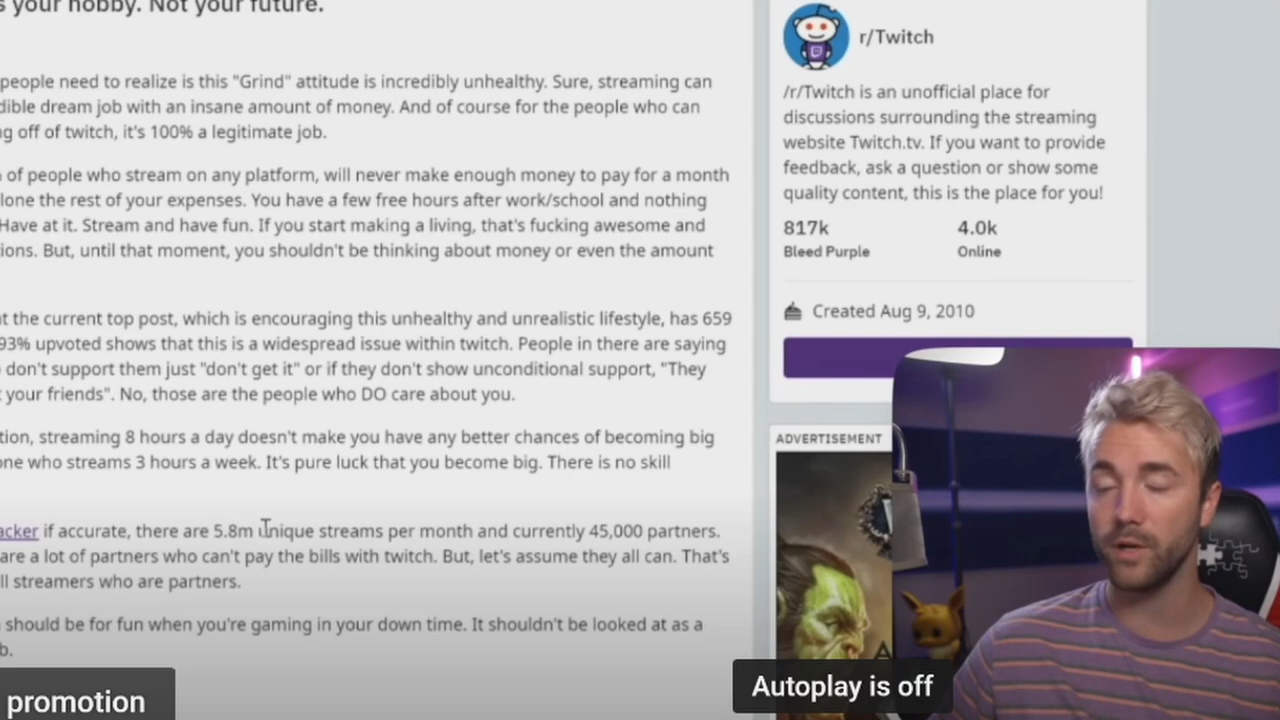 s your hobby. Not your future.
people need to realize is this "Grind" attitude is incredibly unhealthy. Sure, streaming can
dible dream job with an insane amount of money. And of course for the people who can
ng off of twitch, it's 100% a legitimate job.
of people who stream on any platform, will never make enough money to pay for a month
lone the rest of your expenses. You have a few free hours after work/school and nothing
Have at it. Stream and have fun. If you start making a living, that's fucking awesome and
ions. But, until that moment, you shouldn't be thinking about money or even the amount
at the current top post, which is encouraging this unhealthy and unrealistic lifestyle, has 659
93% upvoted shows that this is a widespread issue within twitch. People in there are saying
don't support them just "don't get it" or if they don't show unconditional support, "They
t your friends". No, those are the people who DO care about you.
tion, streaming 8 hours a day doesn't make you have any better chances of becoming big
one who streams 3 hours a week. It's pure luck that you become big. There is no skill
acker if accurate, there are 5.8m unique streams per month and currently 45,000 partners.
are a lot of partners who can't pay the bills with twitch. But, let's assume they all can. That's
ll streamers who are partners.
should be for fun when you're gaming in your down time. It shouldn't be looked at as a
b.
promotion
r/Twitch
/r/Twitch is an unofficial place for
discussions surrounding the streaming
website Twitch.tv. If you want to provide
feedback, ask a question or show some
quality content, this is the place for you!
817k 4.0k
Bleed Purple Online
Created Aug 9, 2010
ADVERTISEMENT
A
Autoplay is off